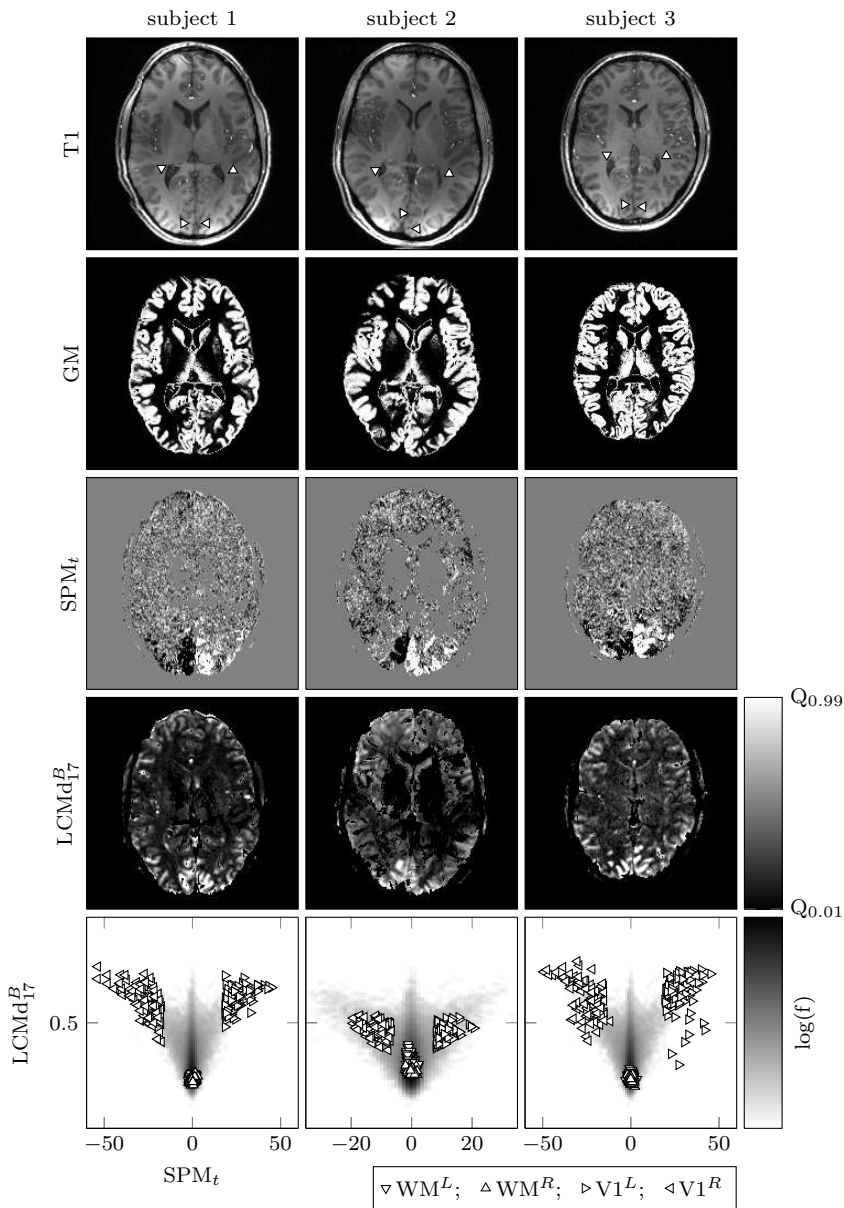 subject 1 subject 2 subject 3
T1
GM
SPM_t
LCMd^B_17
Q_0.99
Q_0.01
LCMd^B_17
0.5
log(f)
−50 0 50 −20 0 20 −50 0 50
SPM_t
▽ WM^L; △ WM^R; ▷ V1^L; ◁ V1^R